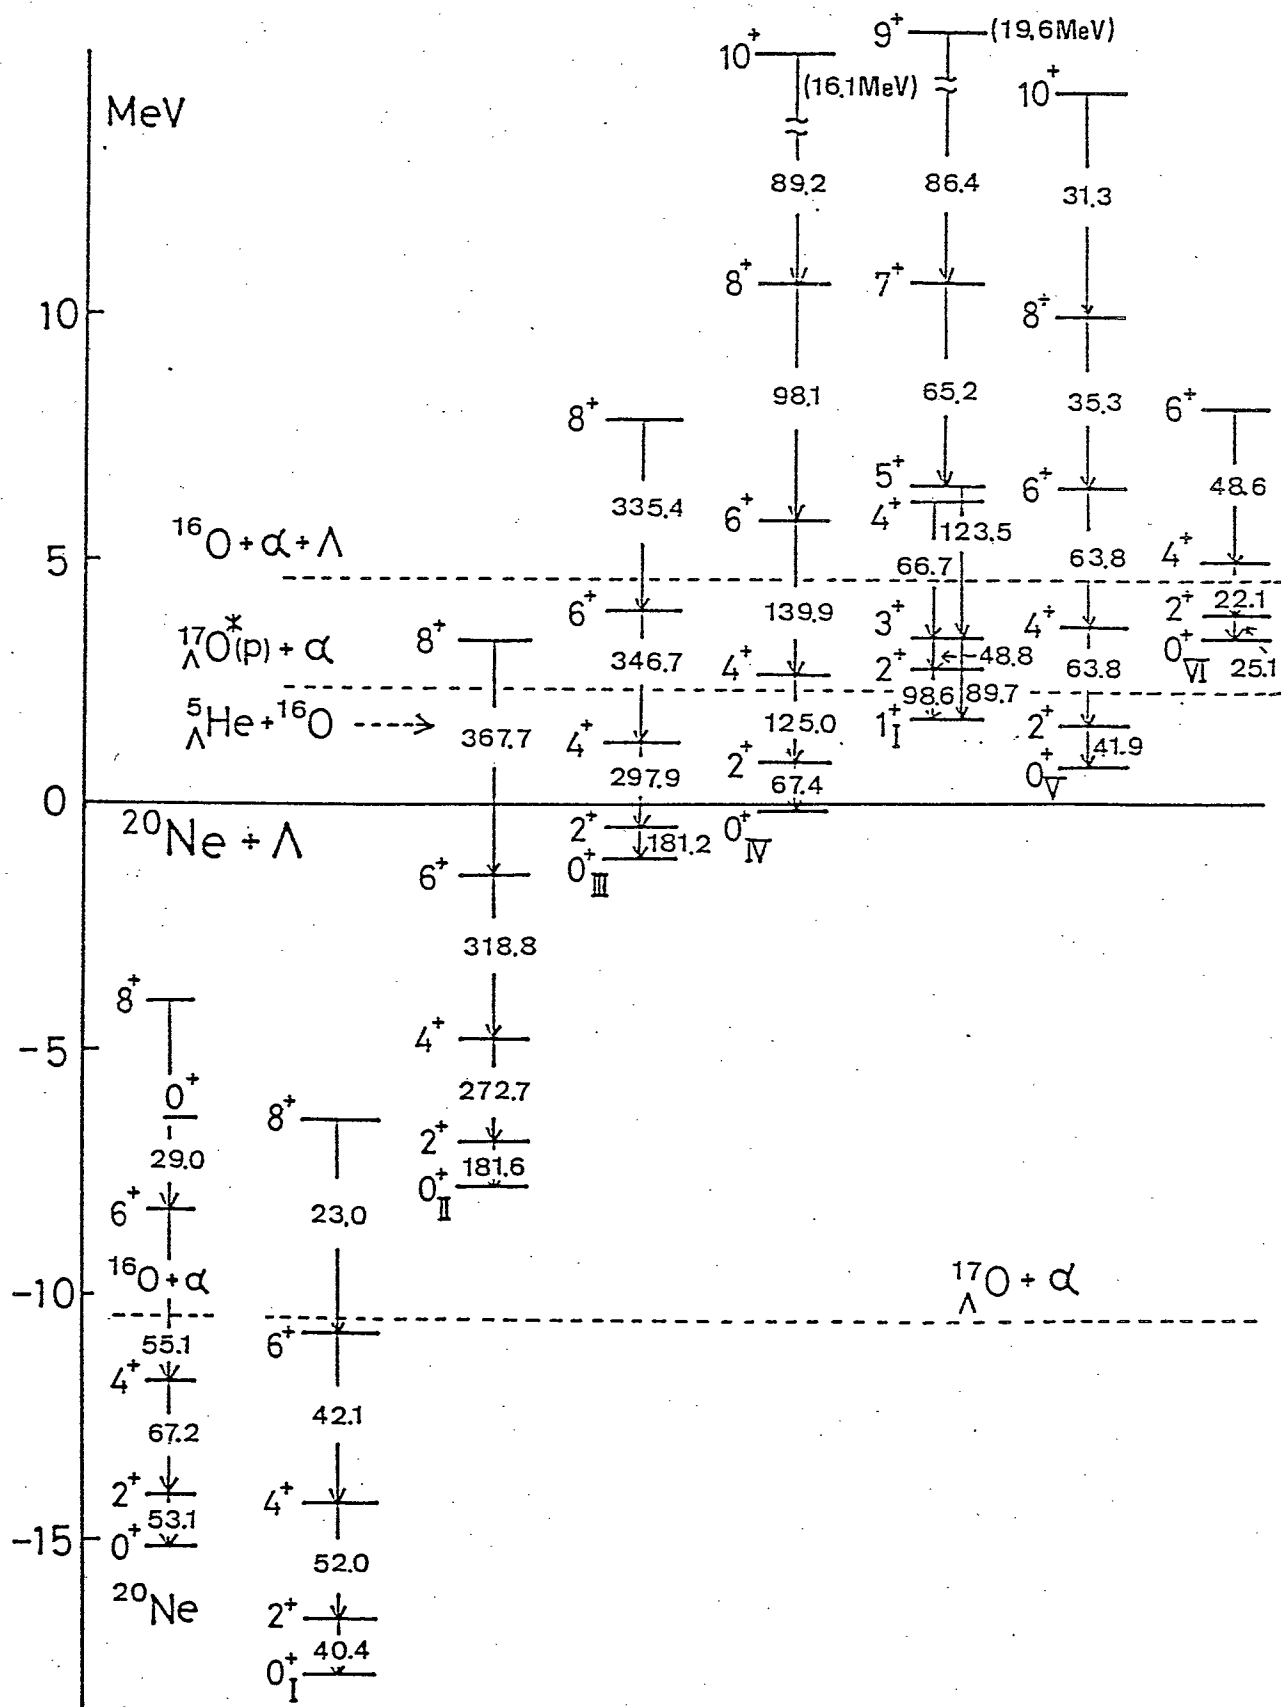 9⁺ (19.6MeV)
10⁺ (16.1MeV)
10⁺
MeV
89.2 86.4 31.3
8⁺ 7⁺
10 8⁺
98.1 65.2 35.3
8⁺ 6⁺
5⁺ 6⁺ 48.6
335.4 6⁺ 4⁺ 123.5
¹⁶O + α + Λ
5 66.7 63.8 4⁺
6⁺ 139.9 3⁺ 4⁺ 2⁺ 22.1
¹⁷ΛO*(p) + α
8⁺ 346.7 4⁺ 2⁺ 48.8 63.8 0⁺VI 25.1
98.6 89.7
⁵ΛHe + ¹⁶O
367.7 4⁺ 125.0 1⁺I 2⁺
297.9 2⁺ 67.4 0⁺V 41.9
0
²⁰Ne + Λ
2⁺ 181.2 0⁺IV
0⁺III
6⁺
318.8
8⁺
4⁺
-5
272.7
0⁺
8⁺
2⁺
29.0
181.6
0⁺II
6⁺
23.0
¹⁶O + α
¹⁷ΛO + α
-10
55.1 6⁺
4⁺
42.1
67.2
2⁺ 4⁺
53.1
-15 0⁺
52.0
²⁰Ne
2⁺
40.4
0⁺I